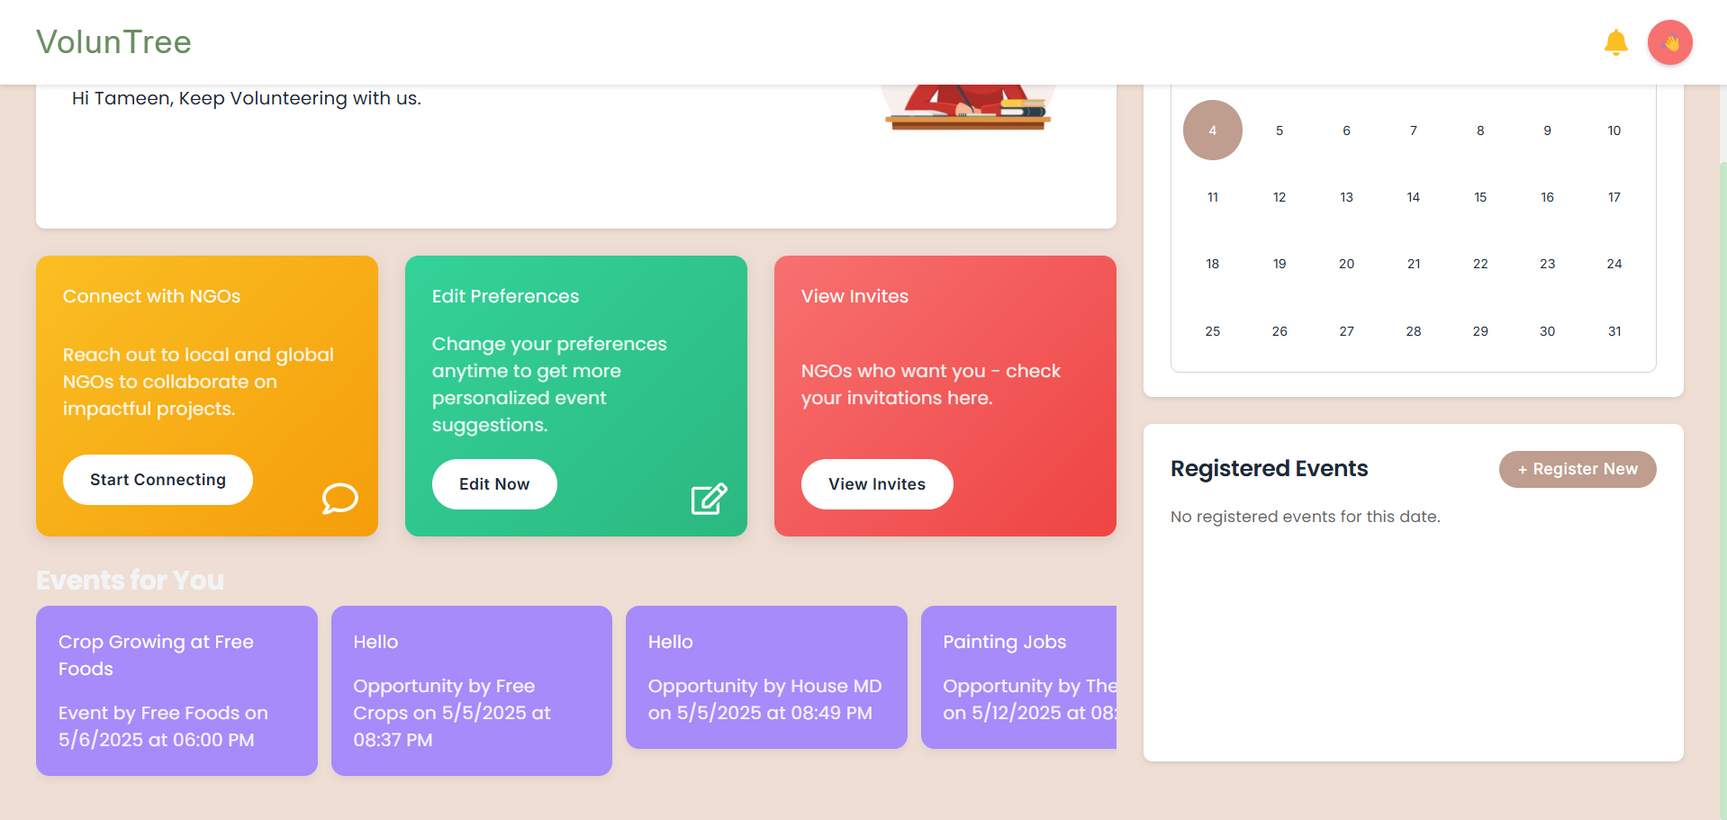 VolunTree
Hi Tameen, Keep Volunteering with us.
4 5 6 7 8 9 10
11 12 13 14 15 16 17
18 19 20 21 22 23 24
25 26 27 28 29 30 31
Connect with NGOs
Reach out to local and global
NGOs to collaborate on
impactful projects.
Start Connecting
Edit Preferences
Change your preferences
anytime to get more
personalized event
suggestions.
Edit Now
View Invites
NGOs who want you - check
your invitations here.
View Invites
Registered Events
+ Register New
No registered events for this date.
Events for You
Crop Growing at Free
Foods
Event by Free Foods on
5/6/2025 at 06:00 PM
Hello
Opportunity by Free
Crops on 5/5/2025 at
08:37 PM
Hello
Opportunity by House MD
on 5/5/2025 at 08:49 PM
Painting Jobs
Opportunity by The
on 5/12/2025 at 08: